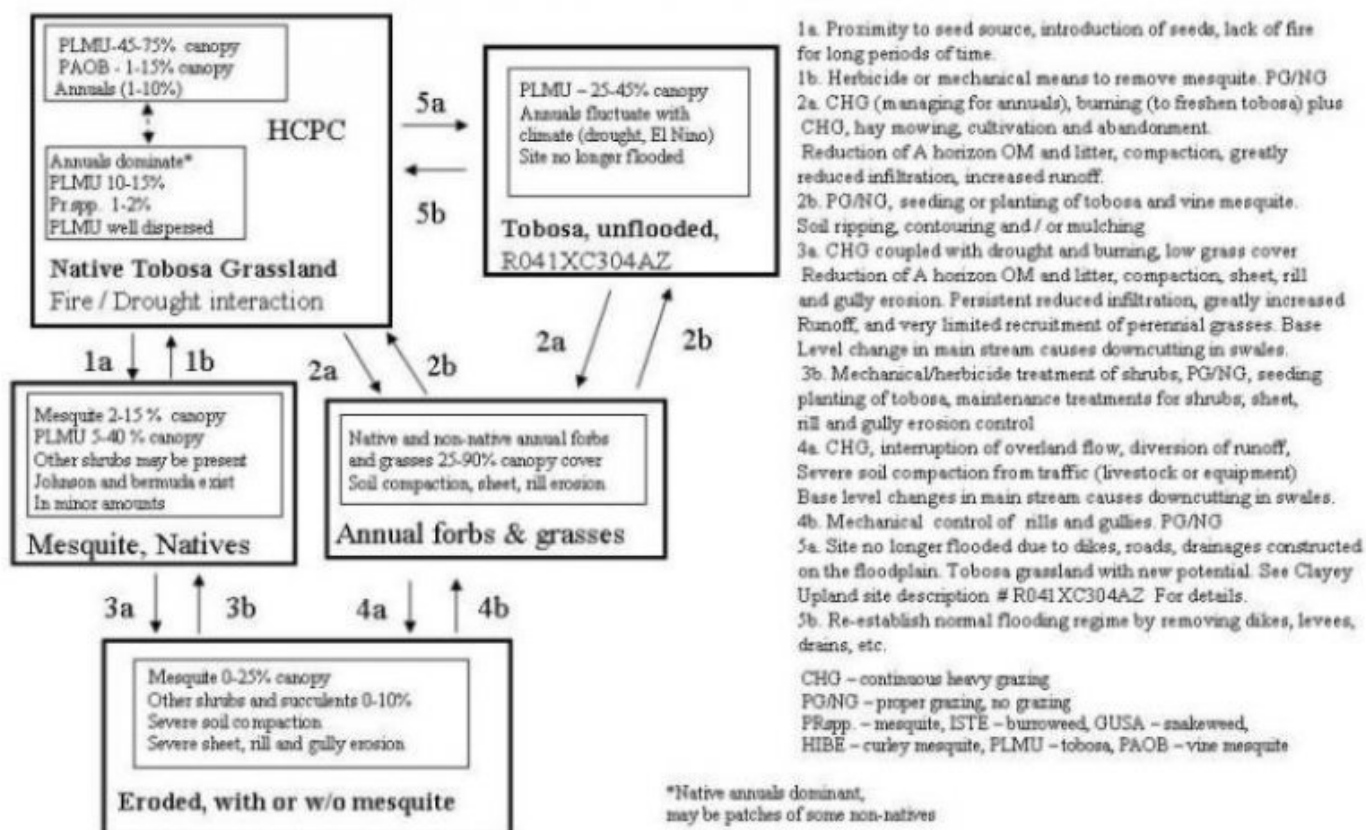 PLMU-45-75% canopy
PAOB - 1-15% canopy
Annuals (1-10%)
HCPC
Annuals dominate*
PLMU 10-15%
Pr.spp. 1-2%
PLMU well dispersed
Native Tobosa Grassland
Fire / Drought interaction
5a
5b
PLMU – 25-45% canopy
Annuals fluctuate with
climate (drought, El Nino)
Site no longer flooded
Tobosa, unflooded,
R041XC304AZ
1a
1b
2a
2b
2a
2b
Mesquite 2-15 % canopy
PLMU 5-40 % canopy
Other shrubs may be present
Johnson and bermuda exist
In minor amounts
Mesquite, Natives
Native and non-native annual forbs
and grasses 25-90% canopy cover
Soil compaction, sheet, rill erosion
Annual forbs & grasses
3a
3b
4a
4b
Mesquite 0-25% canopy
Other shrubs and succulents 0-10%
Severe soil compaction
Severe sheet, rill and gully erosion
Eroded, with or w/o mesquite
1a. Proximity to seed source, introduction of seeds, lack of fire
for long periods of time.
1b. Herbicide or mechanical means to remove mesquite. PG/NG
2a. CHG (managing for annuals), burning (to freshen tobosa) plus
CHG, hay mowing, cultivation and abandonment.
Reduction of A horizon OM and litter, compaction, greatly
reduced infiltration, increased runoff.
2b. PG/NG, seeding or planting of tobosa and vine mesquite.
Soil ripping, contouring and / or mulching
3a. CHG coupled with drought and burning, low grass cover
Reduction of A horizon OM and litter, compaction, sheet, rill
and gully erosion. Persistent reduced infiltration, greatly increased
Runoff, and very limited recruitment of perennial grasses. Base
Level change in main stream causes downcutting in swales.
3b. Mechanical/herbicide treatment of shrubs, PG/NG, seeding
planting of tobosa, maintenance treatments for shrubs, sheet,
rill and gully erosion control
4a. CHG, interruption of overland flow, diversion of runoff,
Severe soil compaction from traffic (livestock or equipment)
Base level changes in main stream causes downcutting in swales.
4b. Mechanical control of rills and gullies. PG/NG
5a. Site no longer flooded due to dikes, roads, drainages constructed
on the floodplain. Tobosa grassland with new potential. See Clayey
Upland site description # R041XC304AZ For details.
5b. Re-establish normal flooding regime by removing dikes, levees,
drains, etc.
CHG – continuous heavy grazing
PG/NG – proper grazing, no grazing
PRspp. – mesquite, ISTE – burroweed, GUSA – snakeweed,
HIBE – curley mesquite, PLMU – tobosa, PAOB – vine mesquite
*Native annuals dominant,
may be patches of some non-natives